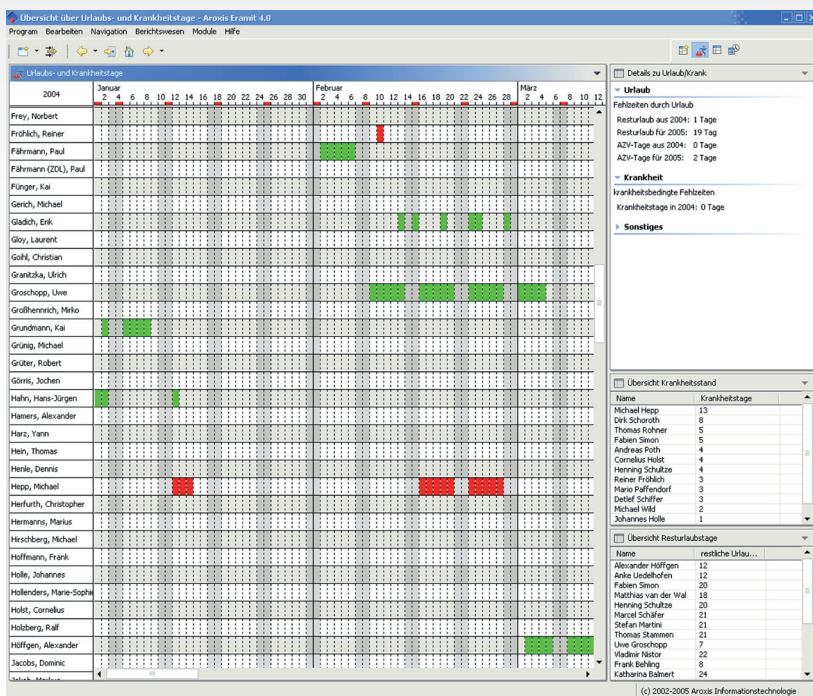 Übersicht über Urlaubs- und Krankheitstage - Aroxis Eramit 4.0
Program Bearbeiten Navigation Berichtswesen Module Hilfe
Urlaubs- und Krankheitstage
2004
Januar Februar März
2 4 6 8 10 12 14 16 18 20 22 24 26 28 30 2 4 6 8 10 12 14 16 18 20 22 24 26 28 2 4 6 8 10 12
Frey, Norbert
Fröhlich, Reiner
Fährmann, Paul
Fährmann (ZDL), Paul
Fünger, Kai
Gerich, Michael
Gladich, Erik
Gloy, Laurent
Goihl, Christian
Granitzka, Ulrich
Groschopp, Uwe
Großhennrich, Mirko
Grundmann, Kai
Grünig, Michael
Grüter, Robert
Görris, Jochen
Hahn, Hans-Jürgen
Hamers, Alexander
Harz, Yann
Hein, Thomas
Henle, Dennis
Hepp, Michael
Herfurth, Christopher
Hermanns, Marius
Hirschberg, Michael
Hoffmann, Frank
Holle, Johannes
Hollenders, Marie-Sophie
Holst, Cornelius
Holzberg, Ralf
Höffgen, Alexander
Jacobs, Dominic
Details zu Urlaub/Krank
Urlaub
Fehlzeiten durch Urlaub
Resturlaub aus 2004: 1 Tage
Resturlaub für 2005: 19 Tag
AZV-Tage aus 2004: 0 Tage
AZV-Tage für 2005: 2 Tage
Krankheit
krankheitsbedingte Fehlzeiten
Krankheitstage in 2004: 0 Tage
Sonstiges
Übersicht Krankheitsstand
Name Krankheitstage
Michael Hepp 13
Dirk Schoroth 8
Thomas Rohner 5
Fabien Simon 5
Andreas Poth 4
Cornelius Holst 4
Henning Schultze 4
Reiner Fröhlich 3
Mario Paffendorf 3
Detlef Schiffer 3
Michael Wild 2
Johannes Holle 1
Übersicht Resturlaubstage
Name restliche Urlau...
Alexander Höffgen 12
Anke Uedelhofen 12
Fabien Simon 20
Matthias van der Wal 18
Henning Schultze 20
Marcel Schäfer 21
Stefan Martini 21
Thomas Stammen 21
Uwe Groschopp 7
Vladimir Nistor 22
Frank Behling 8
Katharina Balmert 24
(c) 2002-2005 Aroxis Informationstechnologie